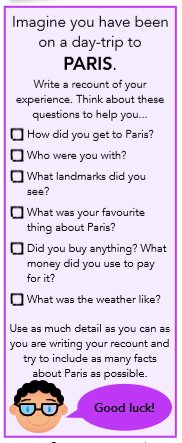 Imagine you have been
on a day-trip to
PARIS.
Write a recount of your
experience. Think about these
questions to help you...
How did you get to Paris?
Who were you with?
What landmarks did you
see?
What was your favourite
thing about Paris?
Did you buy anything? What
money did you use to pay
for it?
What was the weather like?
Use as much detail as you can as
you are writing your recount and
try to include as many facts
about Paris as possible.
Good luck!